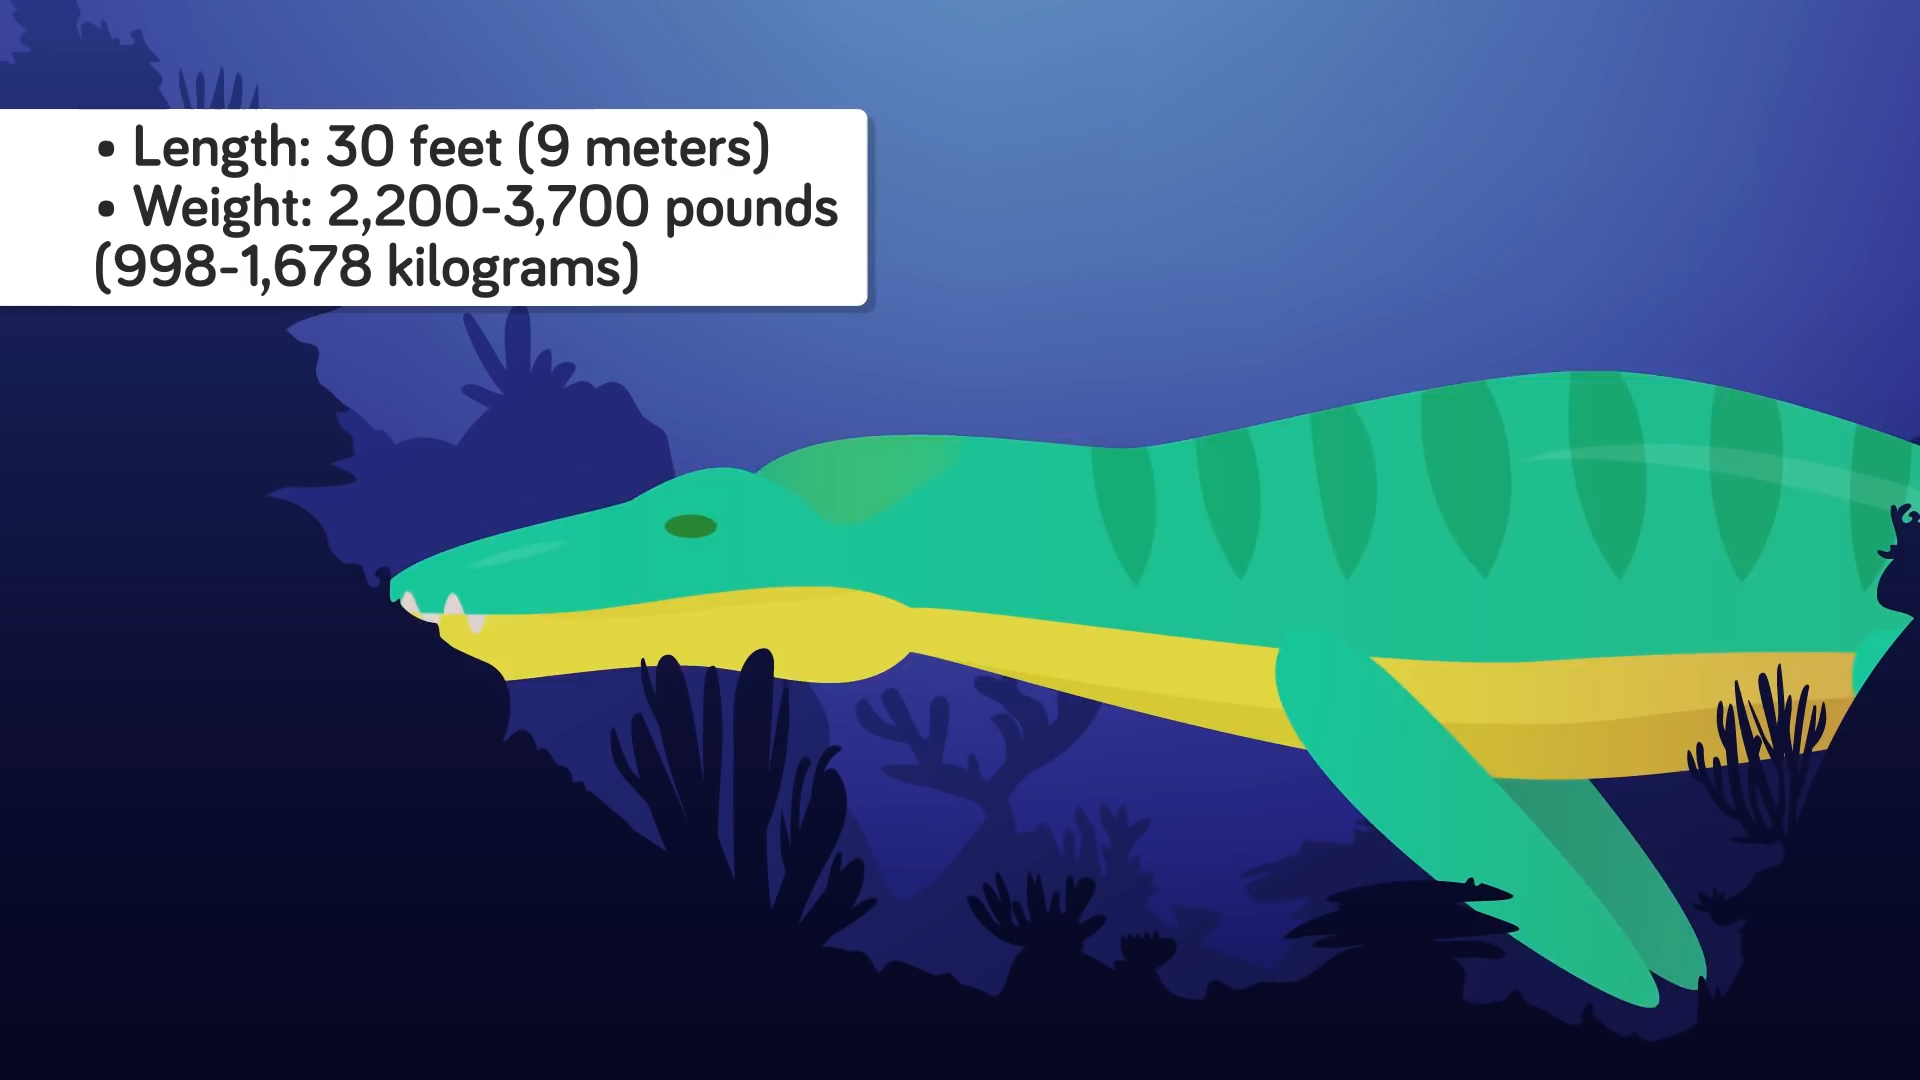 • Length: 30 feet (9 meters)
• Weight: 2,200-3,700 pounds
(998-1,678 kilograms)